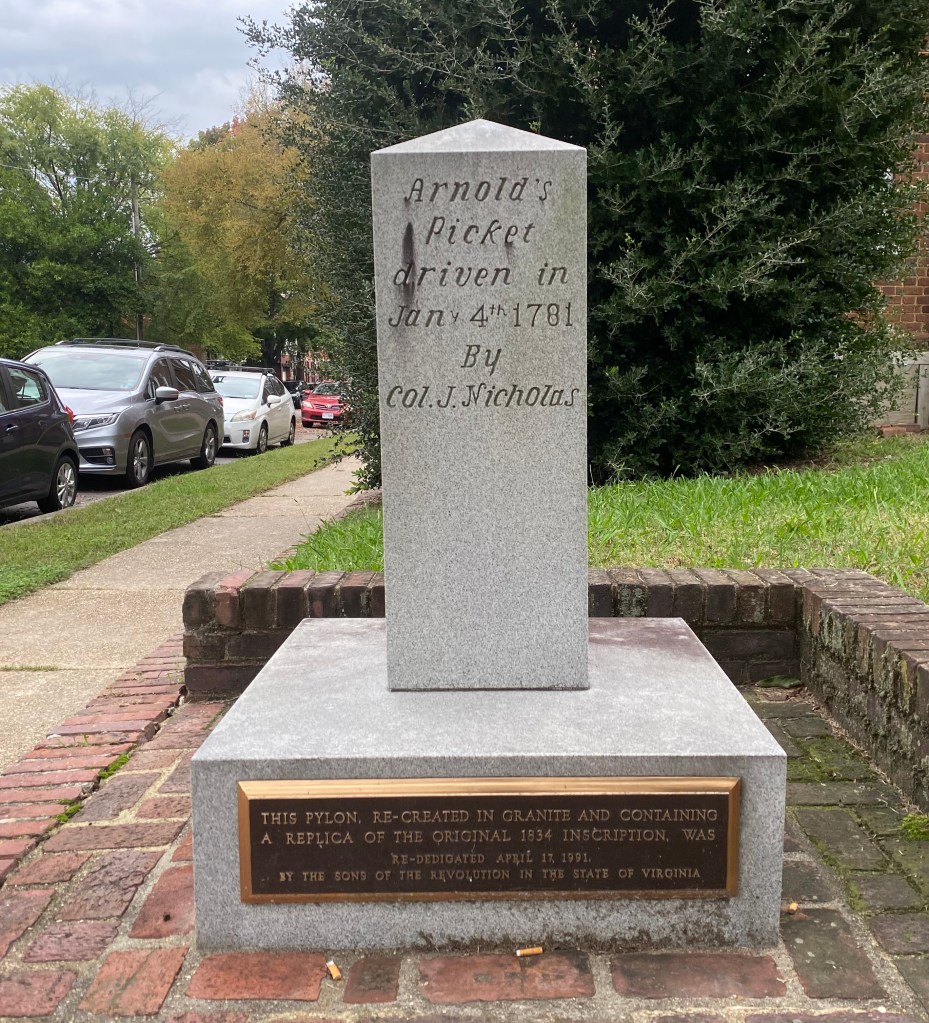 Arnold's
Picket
driven in
Jany 4th 1781
By
Col. J. Nicholas
THIS PYLON, RE-CREATED IN GRANITE AND CONTAINING
A REPLICA OF THE ORIGINAL 1834 INSCRIPTION, WAS
RE-DEDICATED APRIL 17, 1991,
BY THE SONS OF THE REVOLUTION IN THE STATE OF VIRGINIA